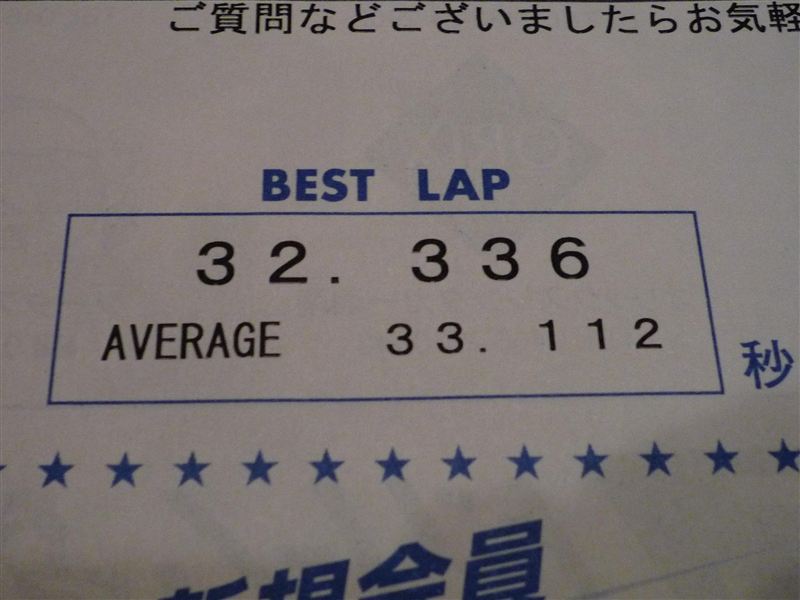 ご質問などございましたらお気軽
BEST LAP
32.336
AVERAGE 33.112
秒
新規会員